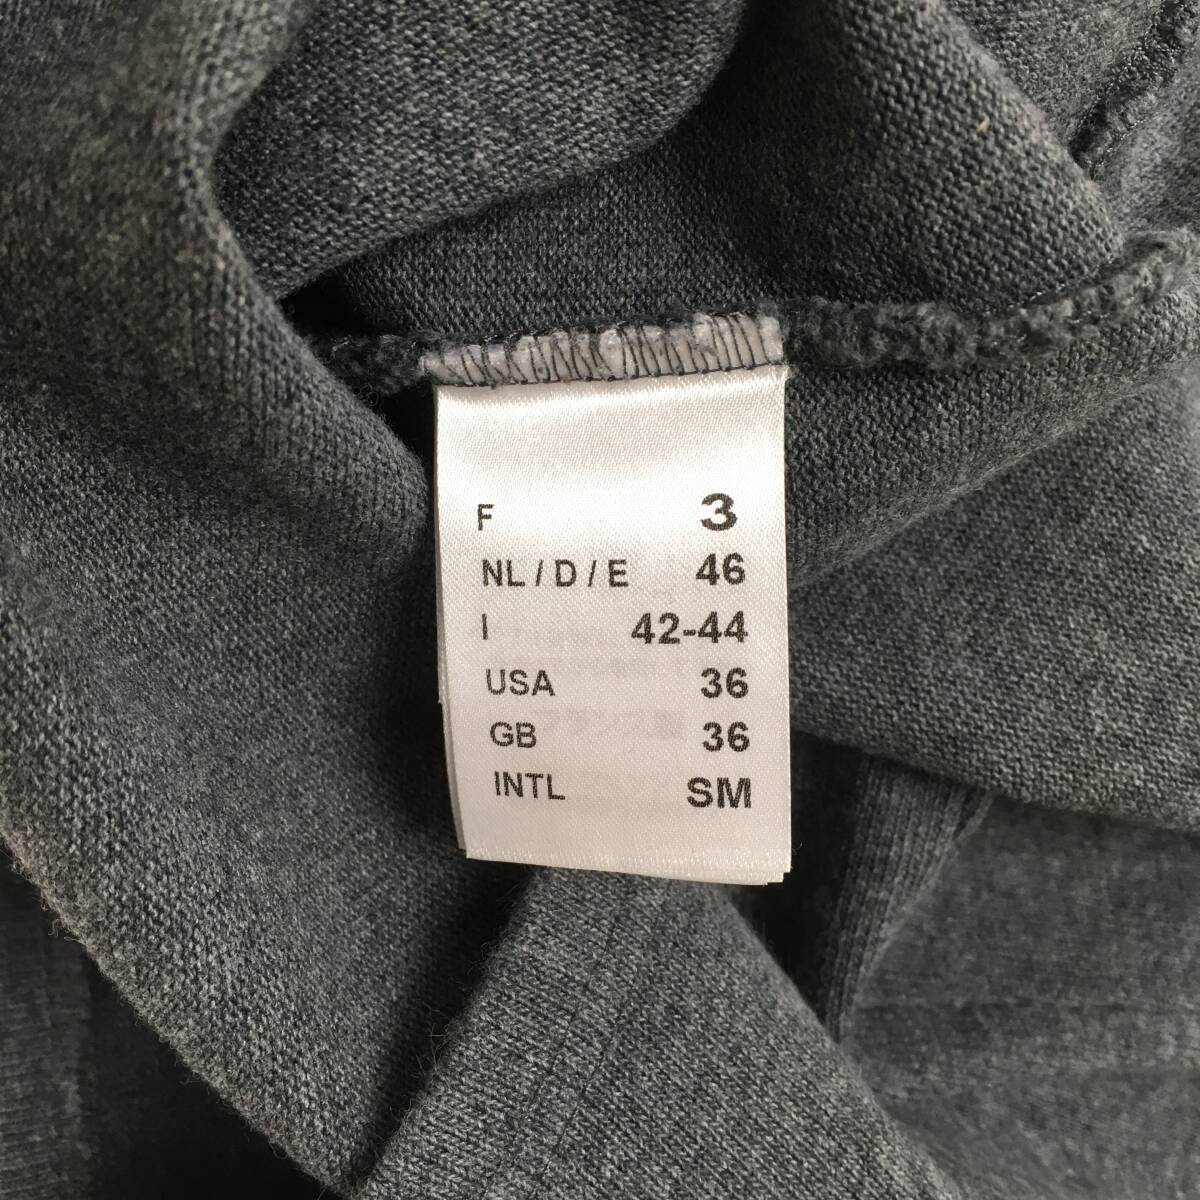 F 3
NL / D / E 46
I 42-44
USA 36
GB 36
INTL SM